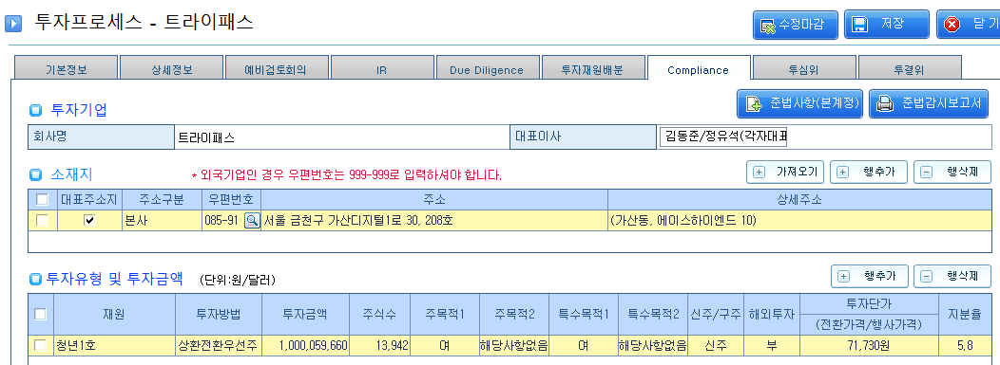 투자프로세스 - 트라이패스
수정마감 저장 닫기
기본정보 상세정보 예비검토회의 IR Due Diligence 투자재원배분 Compliance 투심위 투결위
투자기업 준법사항(본계정) 준법감시보고서
회사명 트라이패스 대표이사 김동준/정유석(각자대표
소재지 * 외국기업인 경우 우편번호는 999-999로 입력하셔야 합니다. 가져오기 행추가 행삭제
대표주소지 주소구분 우편번호 주소 상세주소
본사 085-91 서울 금천구 가산디지털1로 30, 208호 (가산동, 에이스하이엔드 10)
투자유형 및 투자금액 (단위:원/달러) 행추가 행삭제
재원 투자방법 투자금액 주식수 주목적1 주목적2 특수목적1 특수목적2 신주/구주 해외투자 투자단가 지분율
(전환가격/행사가격)
청년1호 상환전환우선주 1,000,059,660 13,942 여 해당사항없음 여 해당사항없음 신주 부 71,730원 5,8